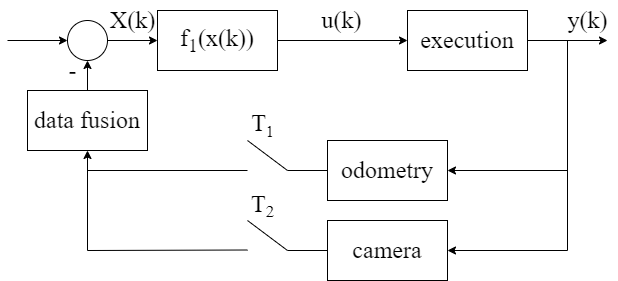 X(k)
f₁(x(k))
u(k)
execution
y(k)
-
data fusion
T₁
odometry
T₂
camera